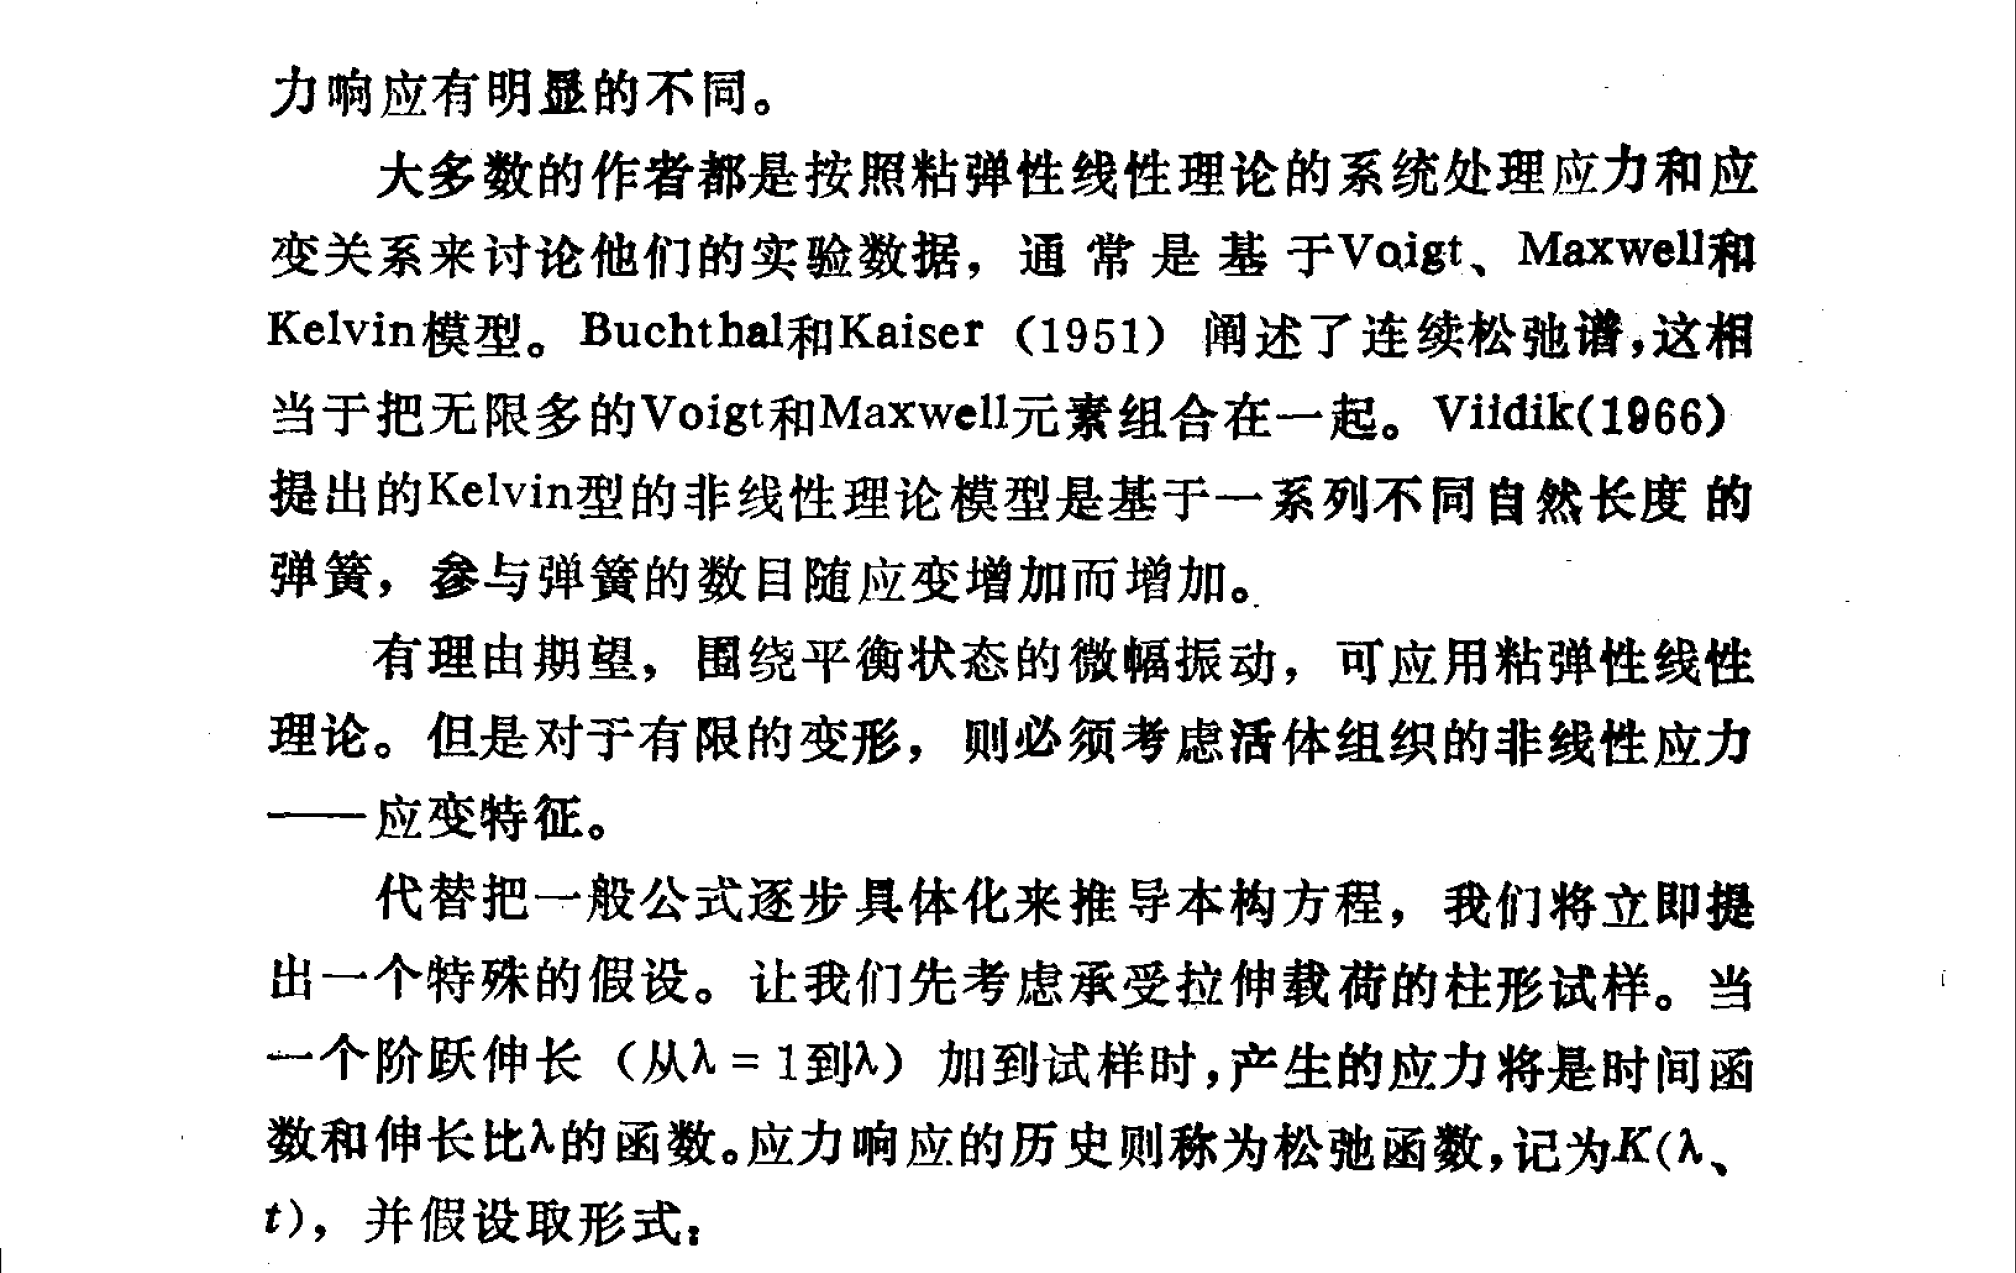 力响应有明显的不同。
大多数的作者都是按照粘弹性线性理论的系统处理应力和应
变关系来讨论他们的实验数据，通常是基于Voigt、Maxwell和
Kelvin模型。Buchthal和Kaiser（1951）阐述了连续松弛谱，这相
当于把无限多的Voigt和Maxwell元素组合在一起。Viidik(1966)
提出的Kelvin型的非线性理论模型是基于一系列不同自然长度的
弹簧，参与弹簧的数目随应变增加而增加。
有理由期望，围绕平衡状态的微幅振动，可应用粘弹性线性
理论。但是对于有限的变形，则必须考虑活体组织的非线性应力
——应变特征。
代替把一般公式逐步具体化来推导本构方程，我们将立即提
出一个特殊的假设。让我们先考虑承受拉伸载荷的柱形试样。当
一个阶跃伸长（从λ = 1到λ）加到试样时，产生的应力将是时间函
数和伸长比λ的函数。应力响应的历史则称为松弛函数，记为K(λ、
t)，并假设取形式：